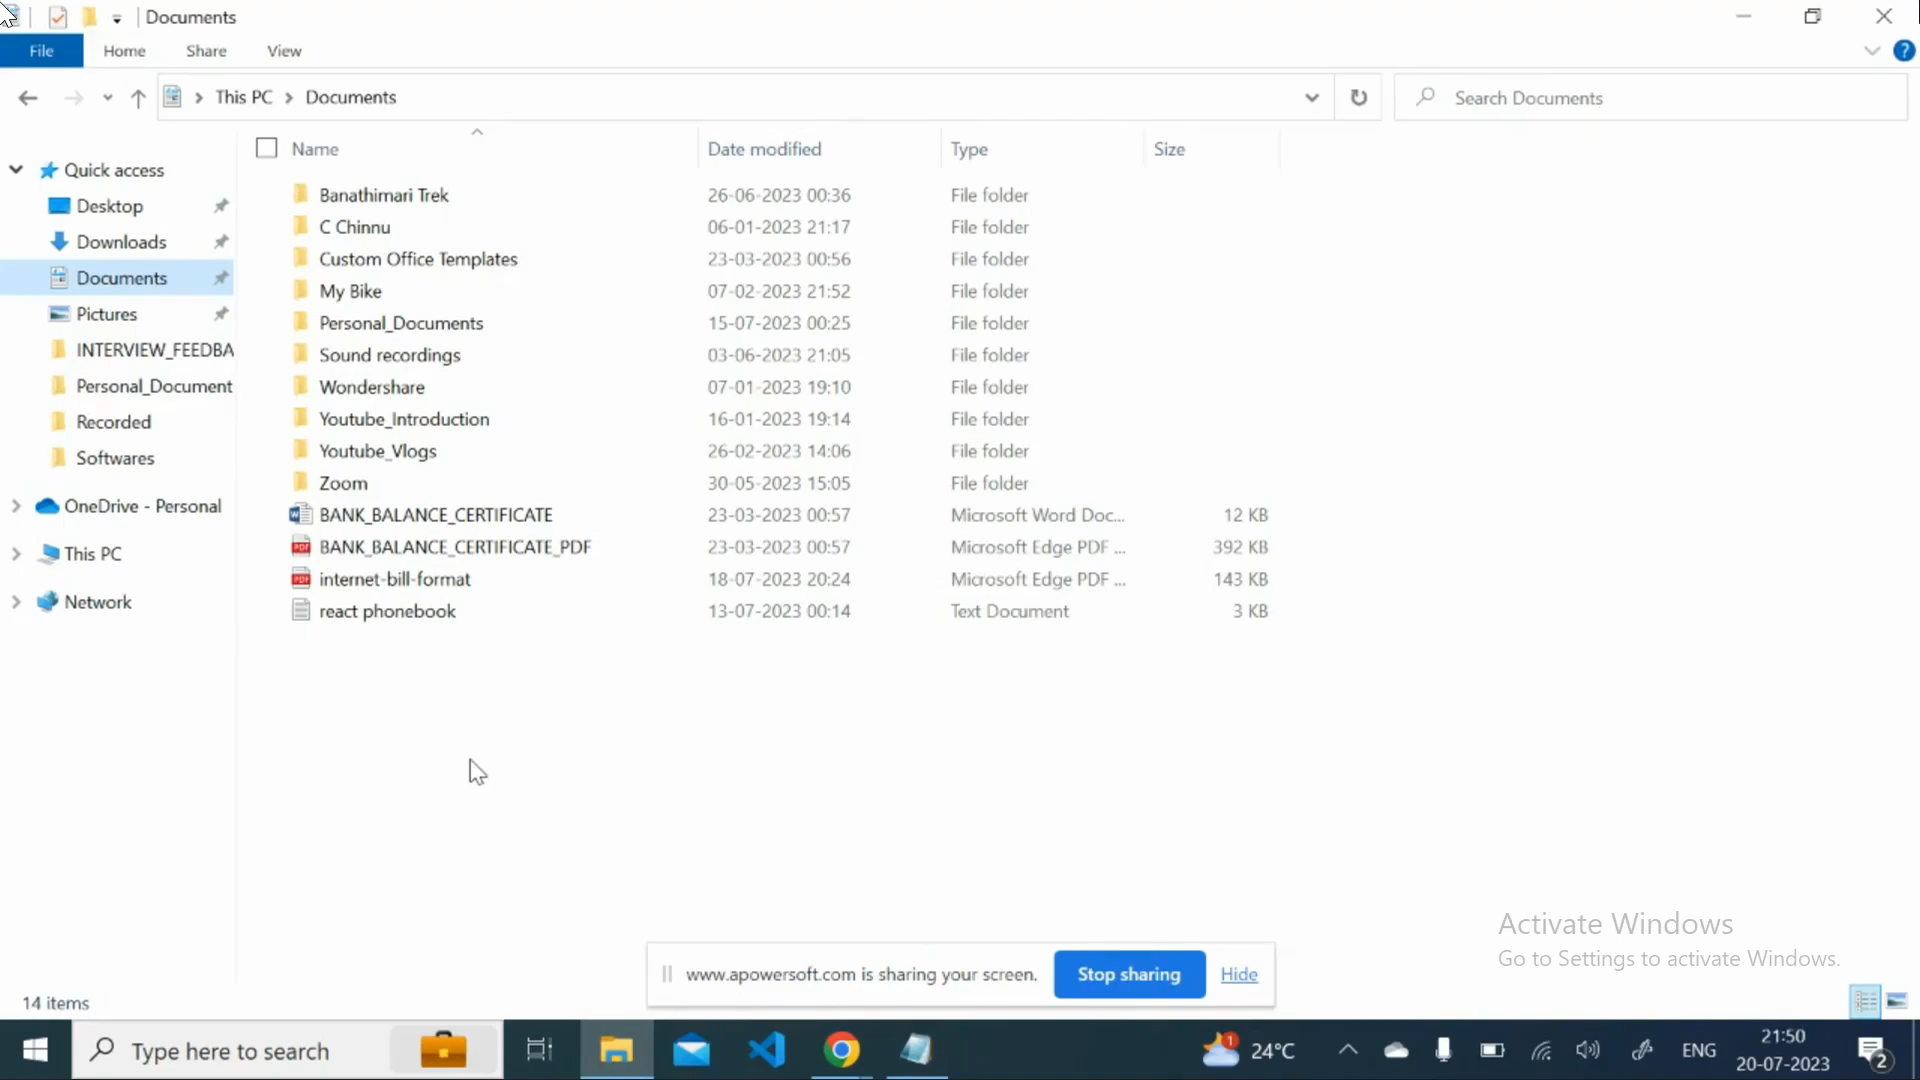 Documents
File Home Share View
This PC Documents Search Documents
Name Date modified Type Size
Quick access
Desktop
Downloads
Documents
Pictures
INTERVIEW_FEEDBA
Personal_Document
Recorded
Softwares
OneDrive - Personal
This PC
Network
Banathimari Trek 26-06-2023 00:36 File folder
C Chinnu 06-01-2023 21:17 File folder
Custom Office Templates 23-03-2023 00:56 File folder
My Bike 07-02-2023 21:52 File folder
Personal_Documents 15-07-2023 00:25 File folder
Sound recordings 03-06-2023 21:05 File folder
Wondershare 07-01-2023 19:10 File folder
Youtube_Introduction 16-01-2023 19:14 File folder
Youtube_Vlogs 26-02-2023 14:06 File folder
Zoom 30-05-2023 15:05 File folder
BANK_BALANCE_CERTIFICATE 23-03-2023 00:57 Microsoft Word Doc... 12 KB
BANK_BALANCE_CERTIFICATE_PDF 23-03-2023 00:57 Microsoft Edge PDF ... 392 KB
internet-bill-format 18-07-2023 20:24 Microsoft Edge PDF ... 143 KB
react phonebook 13-07-2023 00:14 Text Document 3 KB
Activate Windows
Go to Settings to activate Windows.
www.apowersoft.com is sharing your screen. Stop sharing Hide
14 items
Type here to search 1 24°C ENG 21:50
20-07-2023 2